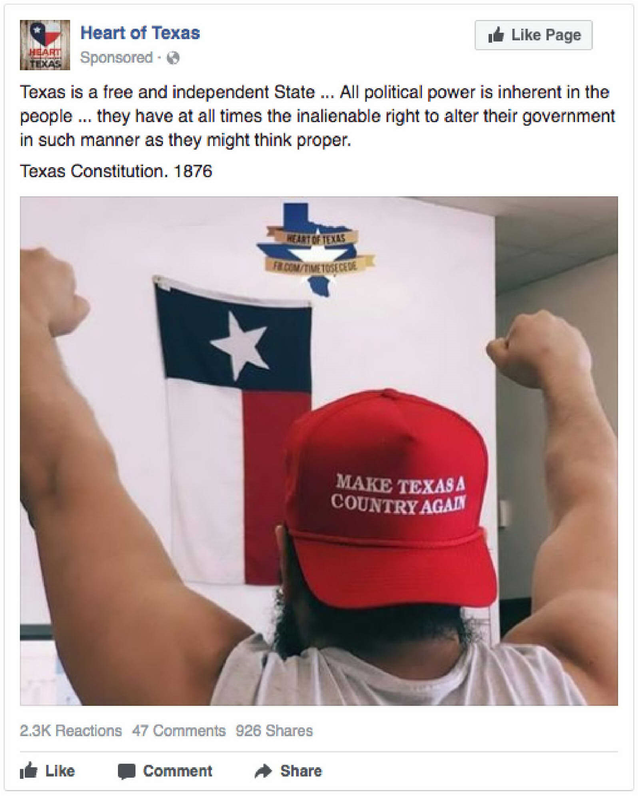 Heart of Texas
Like Page
Sponsored ·
HEART
TEXAS
Texas is a free and independent State ... All political power is inherent in the
people ... they have at all times the inalienable right to alter their government
in such manner as they might think proper.
Texas Constitution. 1876
HEART OF TEXAS
FB.COM/TIMETOSECEDE
MAKE TEXAS A
COUNTRY AGAIN
2.3K Reactions 47 Comments 926 Shares
Like Comment Share